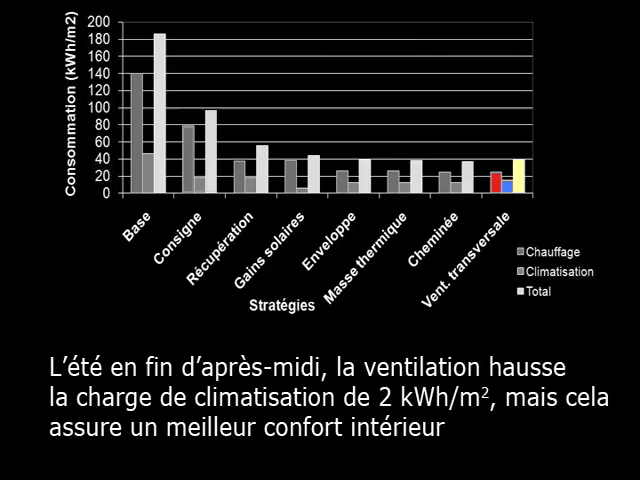 Consommation (kWh/m2)
200
180
160
140
120
100
80
60
40
20
0
Base
Consigne
Récupération
Gains solaires
Enveloppe
Masse thermique
Cheminée
Vent. transversale
Stratégies
Chauffage
Climatisation
Total
L’été en fin d’après-midi, la ventilation hausse
la charge de climatisation de 2 kWh/m², mais cela
assure un meilleur confort intérieur